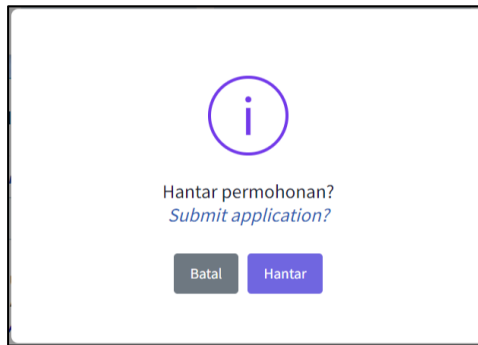 Hantar permohonan?
Submit application?
Batal
Hantar